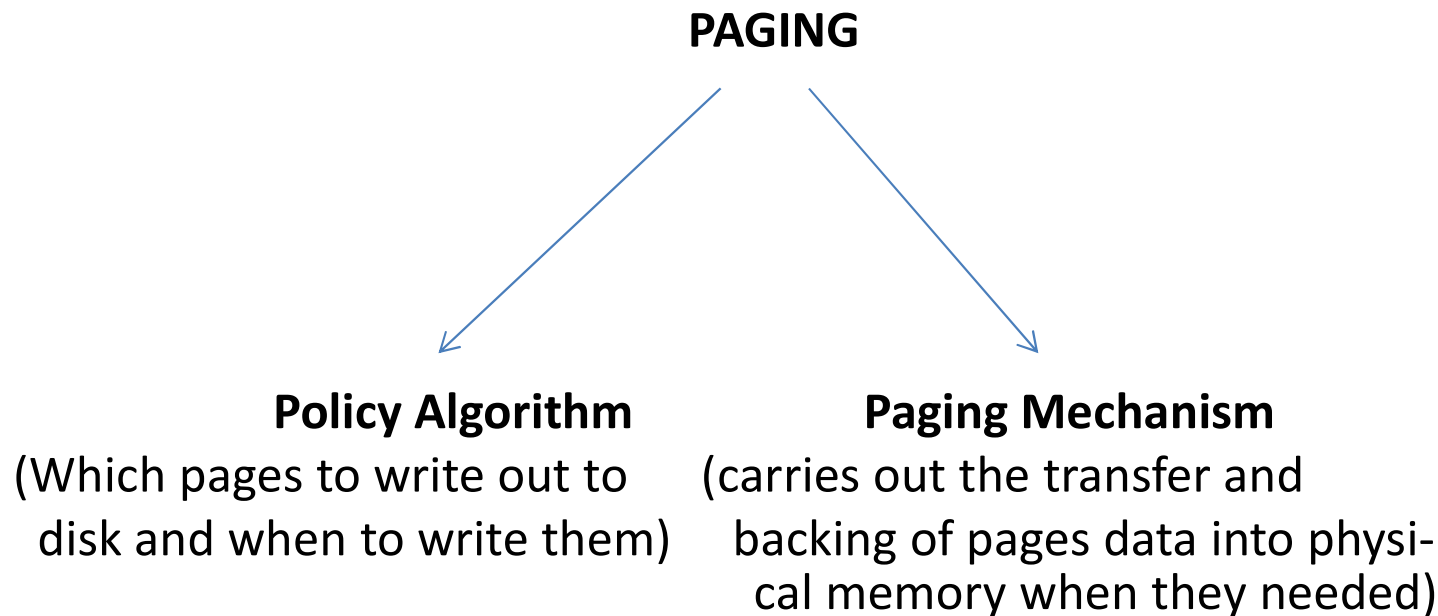 PAGING
Policy Algorithm
(Which pages to write out to
disk and when to write them)
Paging Mechanism
(carries out the transfer and
backing of pages data into physi-
cal memory when they needed)